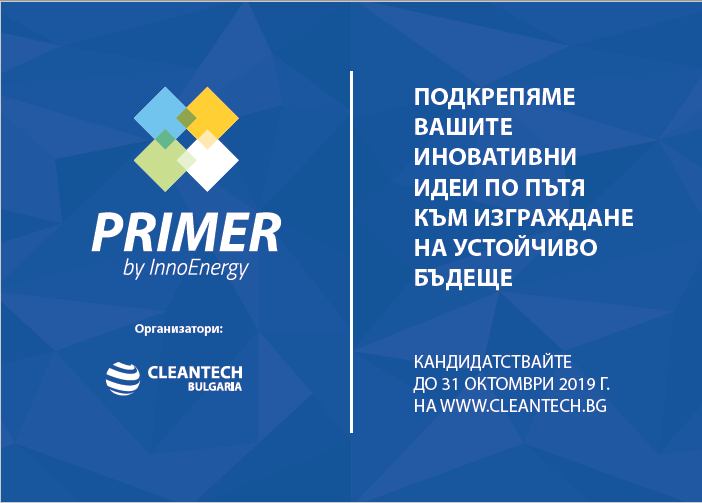 PRIMER
by InnoEnergy
Организатори:
CLEANTECH
BULGARIA
ПОДКРЕПЯМЕ
ВАШИТЕ
ИНОВАТИВНИ
ИДЕИ ПО ПЪТЯ
КЪМ ИЗГРАЖДАНЕ
НА УСТОЙЧИВО
БЪДЕЩЕ
КАНДИДАТСТВАЙТЕ
ДО 31 ОКТОМВРИ 2019 Г.
НА WWW.CLEANTECH.BG